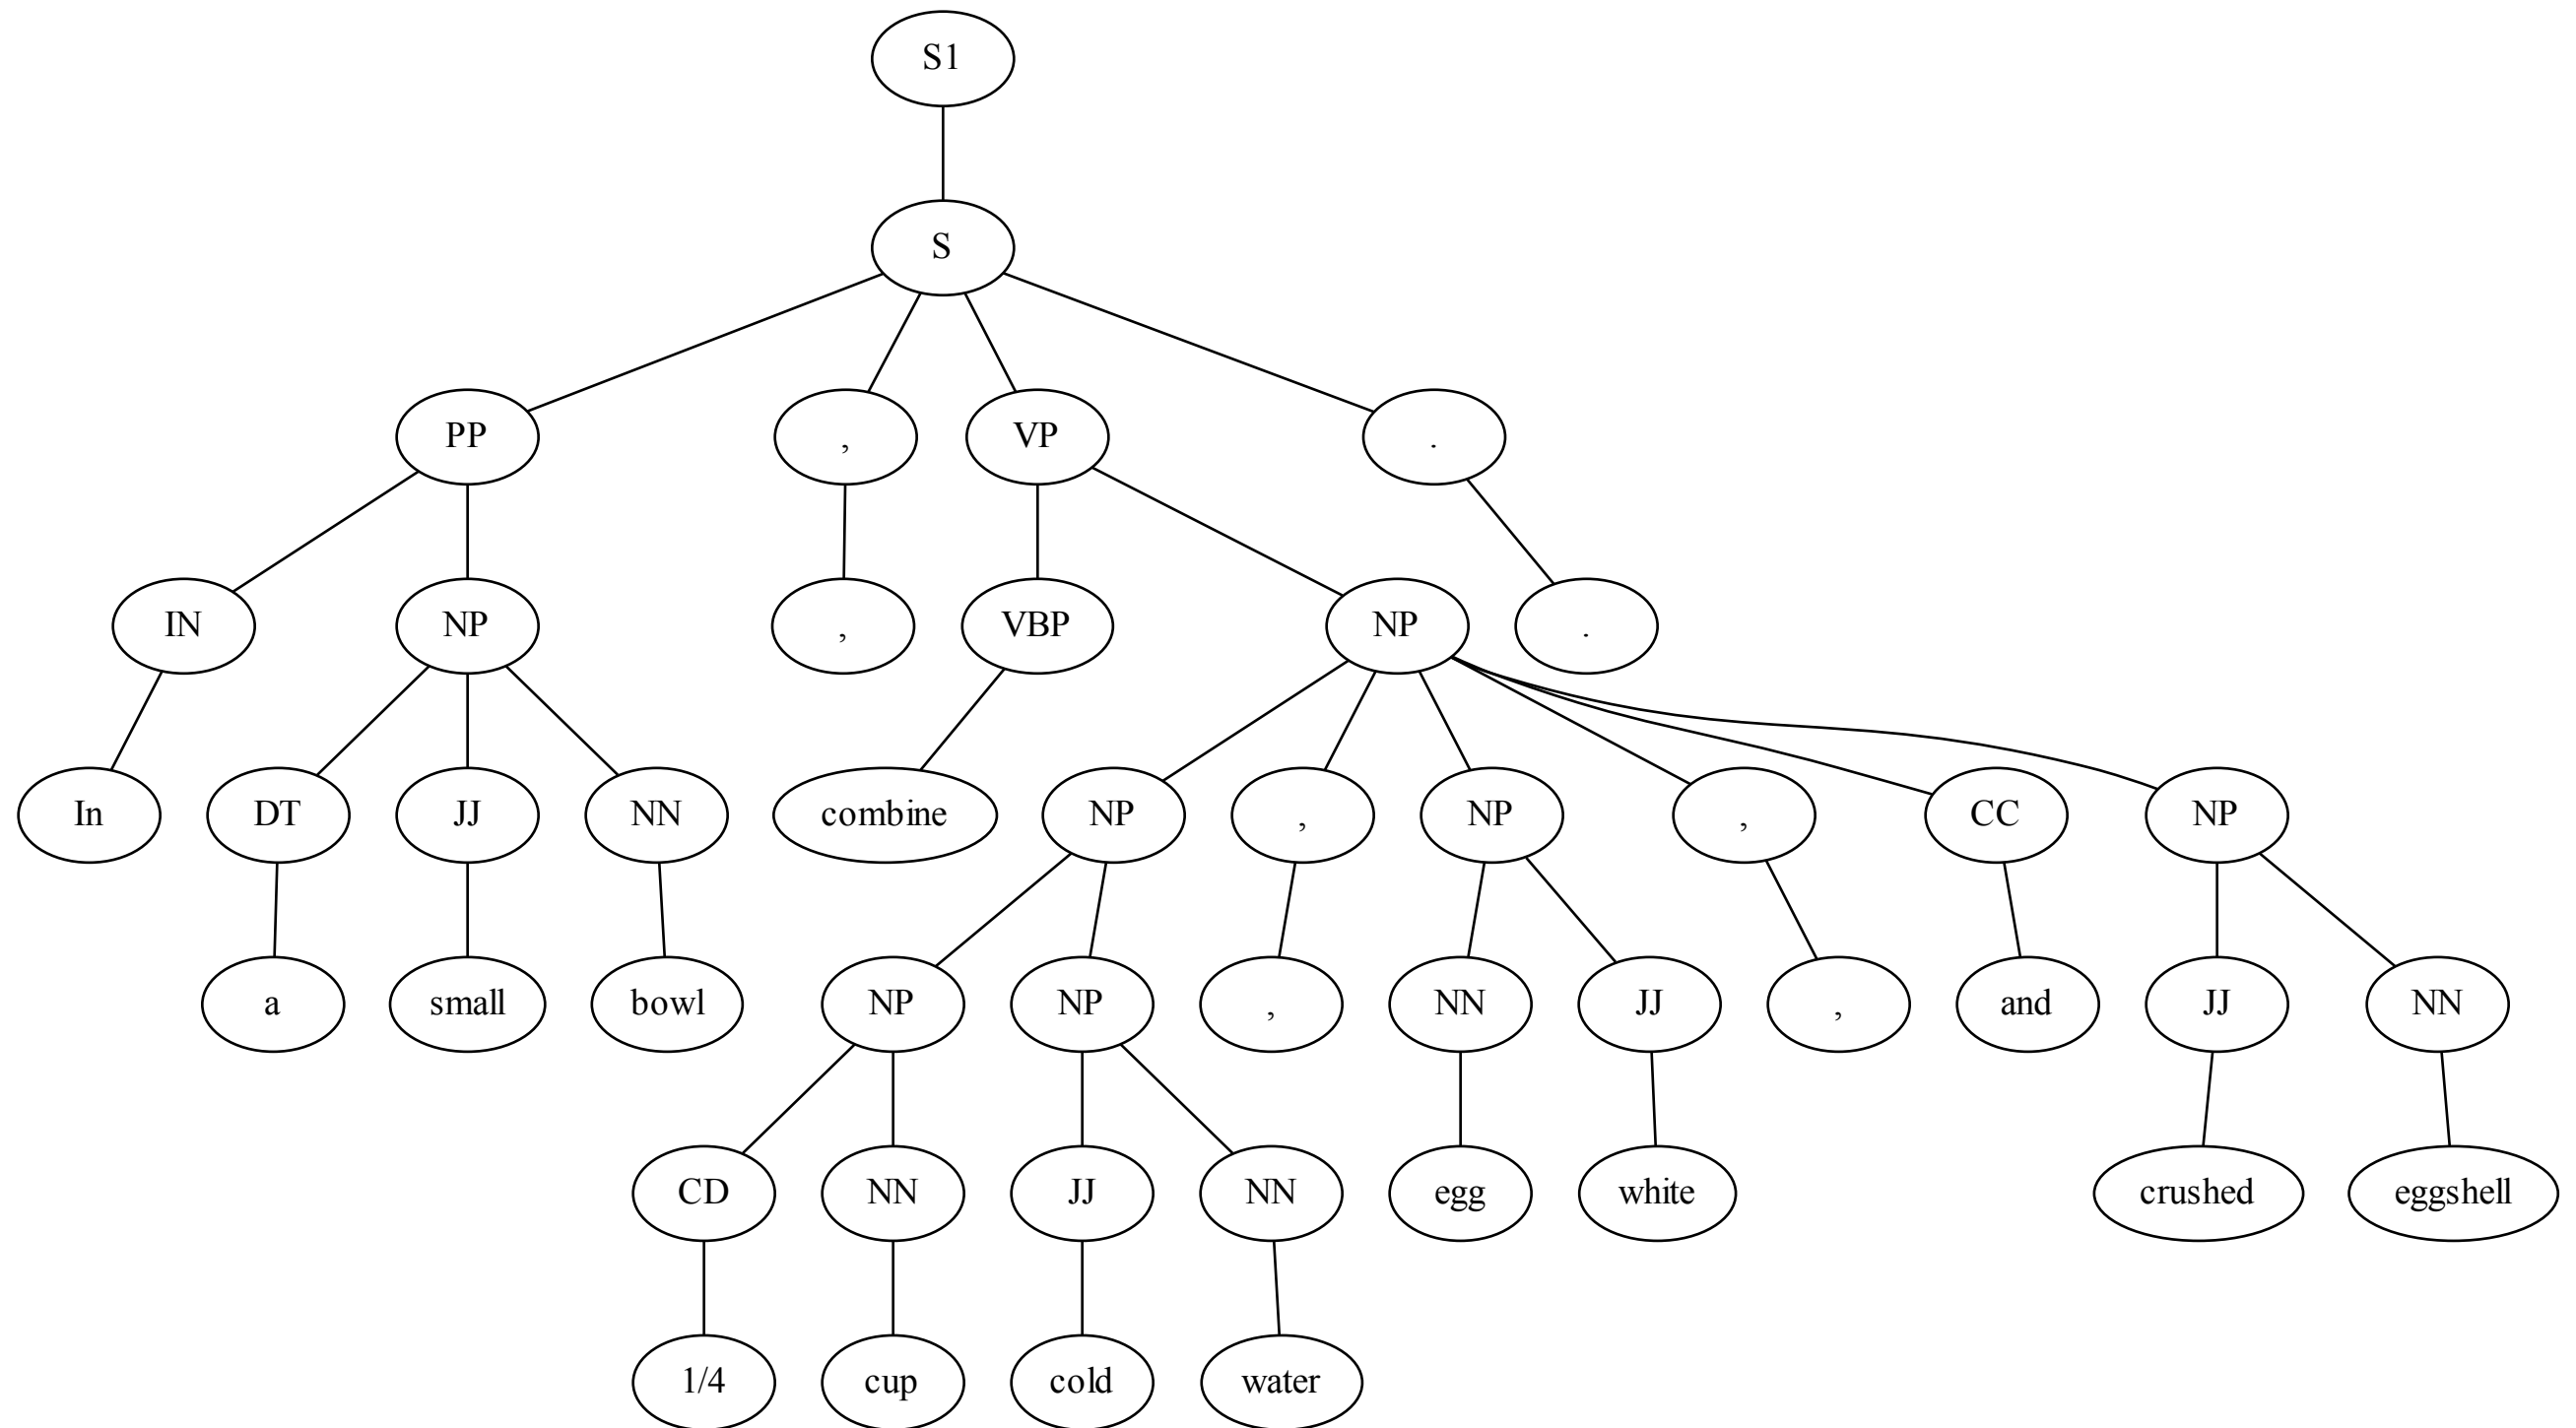 S1
S
PP , VP .
IN NP , VBP NP .
In DT JJ NN combine NP , NP , CC NP
a small bowl NP NP , NN JJ , and JJ NN
CD NN JJ NN egg white crushed eggshell
1/4 cup cold water